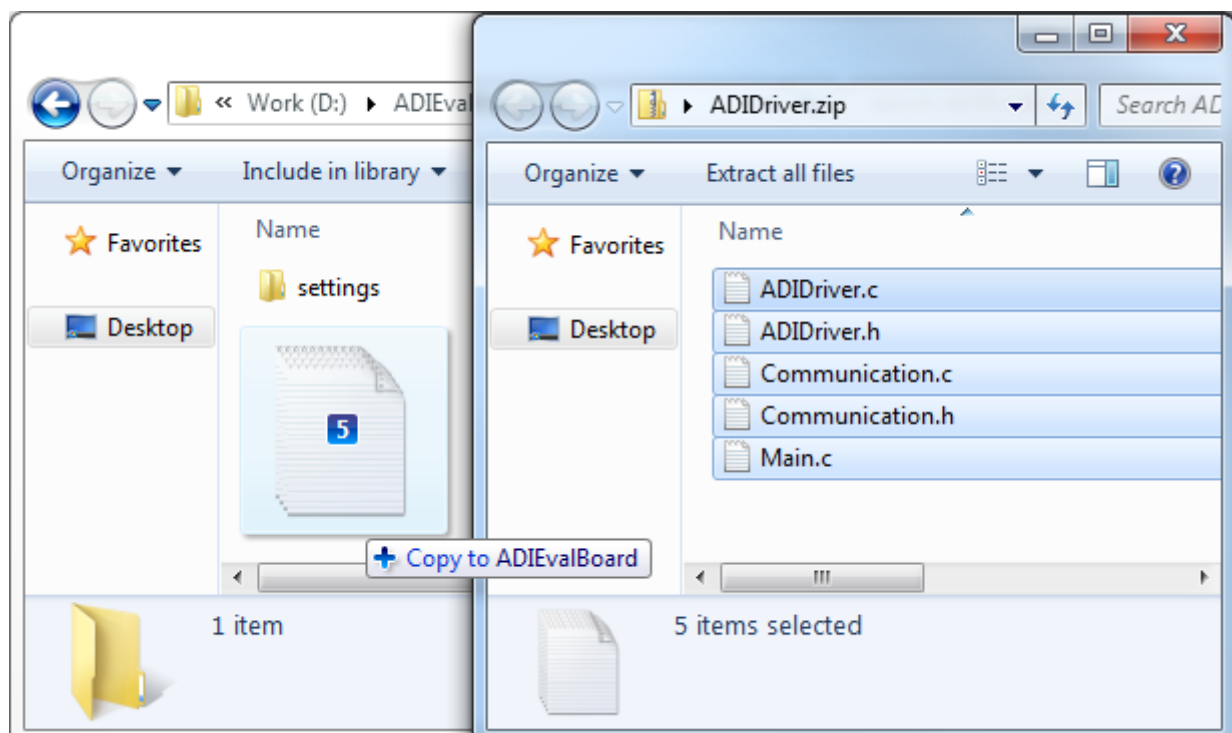 « Work (D:) ▸ ADIEval
Organize ▼ Include in library ▼
Favorites
Desktop
Name
settings
5
Copy to ADIEvalBoard
1 item
ADIDriver.zip
Search AD
Organize ▼ Extract all files
Favorites
Desktop
Name
ADIDriver.c
ADIDriver.h
Communication.c
Communication.h
Main.c
5 items selected